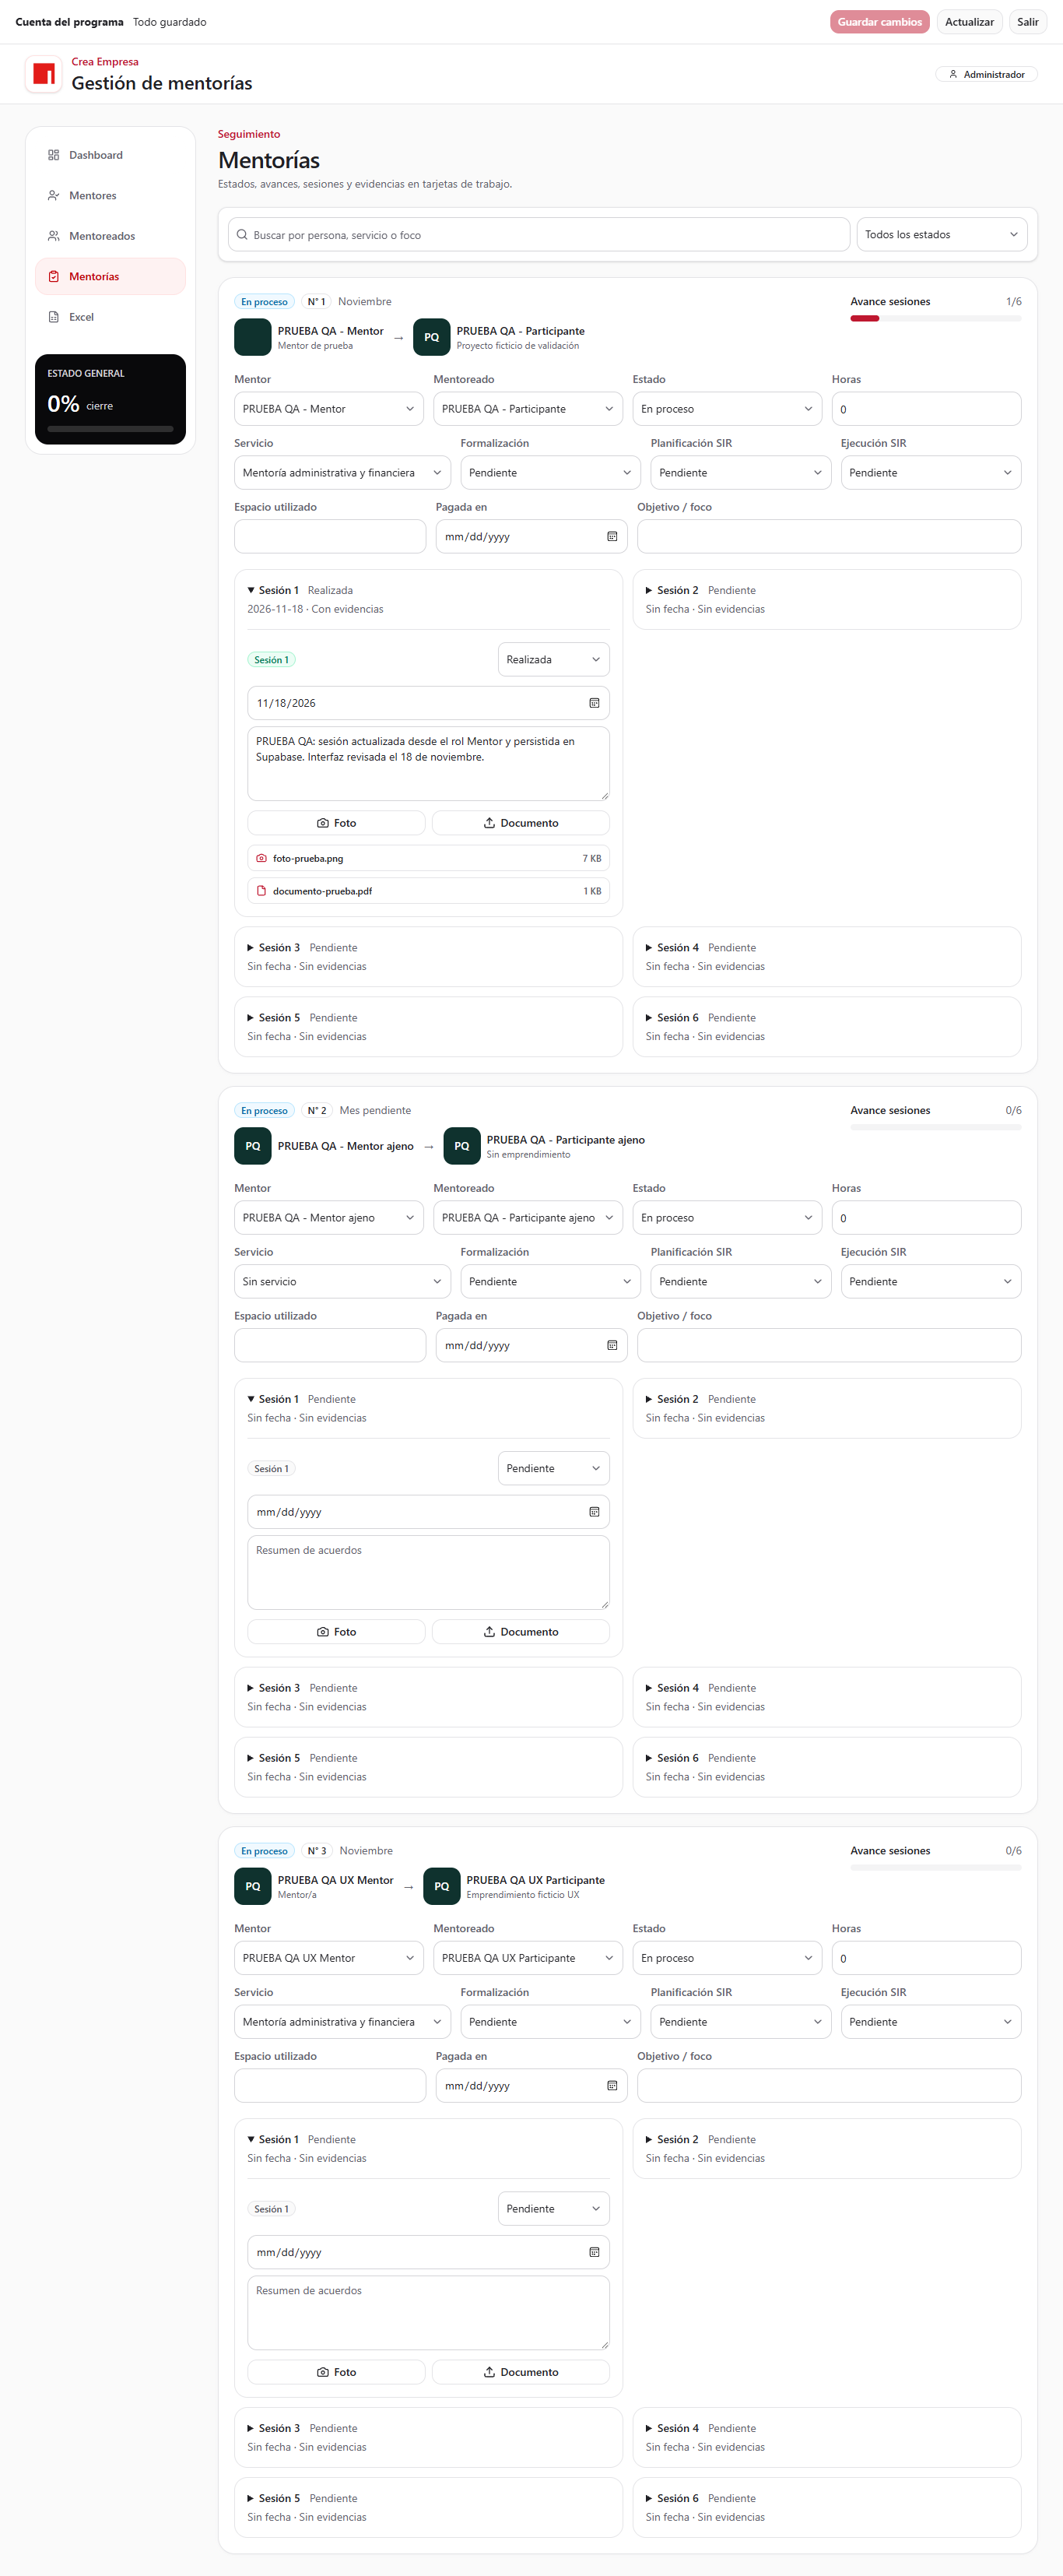 Cuenta del programa Todo guardado Guardar cambios Actualizar Salir
Crea Empresa
Gestión de mentorías
Administrador
Dashboard
Mentores
Mentoreados
Mentorías
Excel
ESTADO GENERAL
0% cierre
Seguimiento
Mentorías
Estados, avances, sesiones y evidencias en tarjetas de trabajo.
Buscar por persona, servicio o foco Todos los estados
En proceso N° 1 Noviembre Avance sesiones 1/6
PRUEBA QA - Mentor → PQ PRUEBA QA - Participante
Mentor de prueba Proyecto ficticio de validación
Mentor Mentoreado Estado Horas
PRUEBA QA - Mentor PRUEBA QA - Participante En proceso 0
Servicio Formalización Planificación SIR Ejecución SIR
Mentoría administrativa y financiera Pendiente Pendiente Pendiente
Espacio utilizado Pagada en Objetivo / foco
mm/dd/yyyy
Sesión 1 Realizada
2026-11-18 · Con evidencias
Sesión 2 Pendiente
Sin fecha · Sin evidencias
Sesión 1 Realizada
11/18/2026
PRUEBA QA: sesión actualizada desde el rol Mentor y persistida en
Supabase. Interfaz revisada el 18 de noviembre.
Foto Documento
foto-prueba.png 7 KB
documento-prueba.pdf 1 KB
Sesión 3 Pendiente
Sin fecha · Sin evidencias
Sesión 4 Pendiente
Sin fecha · Sin evidencias
Sesión 5 Pendiente
Sin fecha · Sin evidencias
Sesión 6 Pendiente
Sin fecha · Sin evidencias
En proceso N° 2 Mes pendiente Avance sesiones 0/6
PQ PRUEBA QA - Mentor ajeno → PQ PRUEBA QA - Participante ajeno
Sin emprendimiento
Mentor Mentoreado Estado Horas
PRUEBA QA - Mentor ajeno PRUEBA QA - Participante ajeno En proceso 0
Servicio Formalización Planificación SIR Ejecución SIR
Sin servicio Pendiente Pendiente Pendiente
Espacio utilizado Pagada en Objetivo / foco
mm/dd/yyyy
Sesión 1 Pendiente
Sin fecha · Sin evidencias
Sesión 2 Pendiente
Sin fecha · Sin evidencias
Sesión 1 Pendiente
mm/dd/yyyy
Resumen de acuerdos
Foto Documento
Sesión 3 Pendiente
Sin fecha · Sin evidencias
Sesión 4 Pendiente
Sin fecha · Sin evidencias
Sesión 5 Pendiente
Sin fecha · Sin evidencias
Sesión 6 Pendiente
Sin fecha · Sin evidencias
En proceso N° 3 Noviembre Avance sesiones 0/6
PQ PRUEBA QA UX Mentor → PQ PRUEBA QA UX Participante
Mentor/a Emprendimiento ficticio UX
Mentor Mentoreado Estado Horas
PRUEBA QA UX Mentor PRUEBA QA UX Participante En proceso 0
Servicio Formalización Planificación SIR Ejecución SIR
Mentoría administrativa y financiera Pendiente Pendiente Pendiente
Espacio utilizado Pagada en Objetivo / foco
mm/dd/yyyy
Sesión 1 Pendiente
Sin fecha · Sin evidencias
Sesión 2 Pendiente
Sin fecha · Sin evidencias
Sesión 1 Pendiente
mm/dd/yyyy
Resumen de acuerdos
Foto Documento
Sesión 3 Pendiente
Sin fecha · Sin evidencias
Sesión 4 Pendiente
Sin fecha · Sin evidencias
Sesión 5 Pendiente
Sin fecha · Sin evidencias
Sesión 6 Pendiente
Sin fecha · Sin evidencias